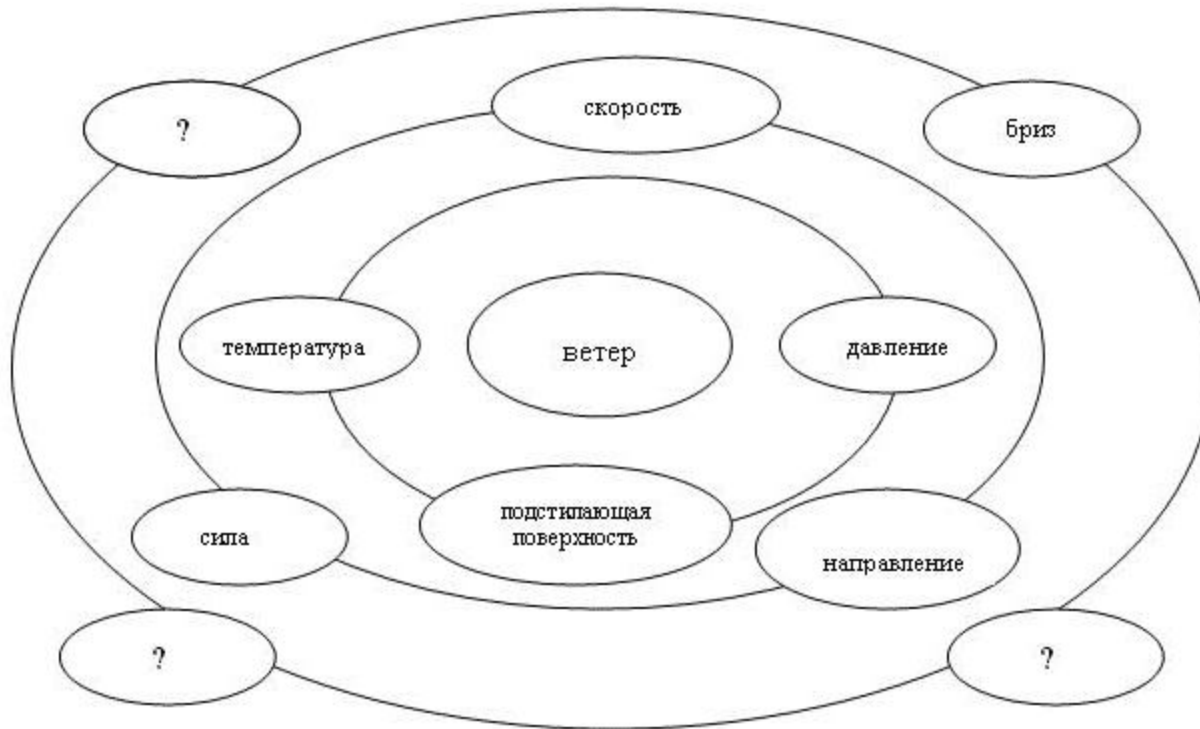 скорость
?
бриз
температура
ветер
давление
подстилающая
поверхность
сила
направление
?
?